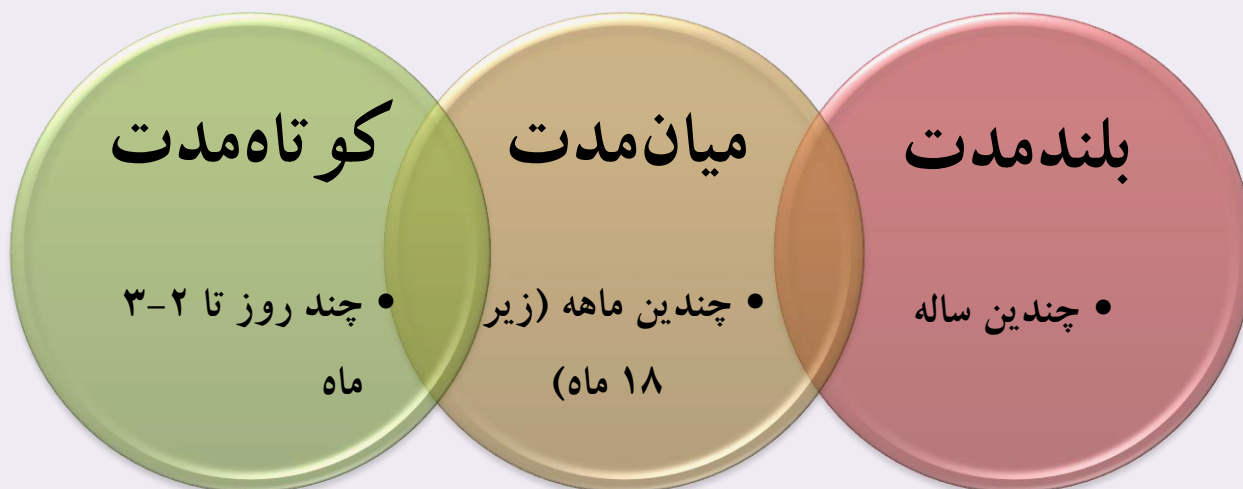 بلندمدت
• چندین ساله
میان‌مدت
• چندین ماهه (زیر
۱۸ ماه)
کوتاه‌مدت
• چند روز تا ۲-۳
ماه